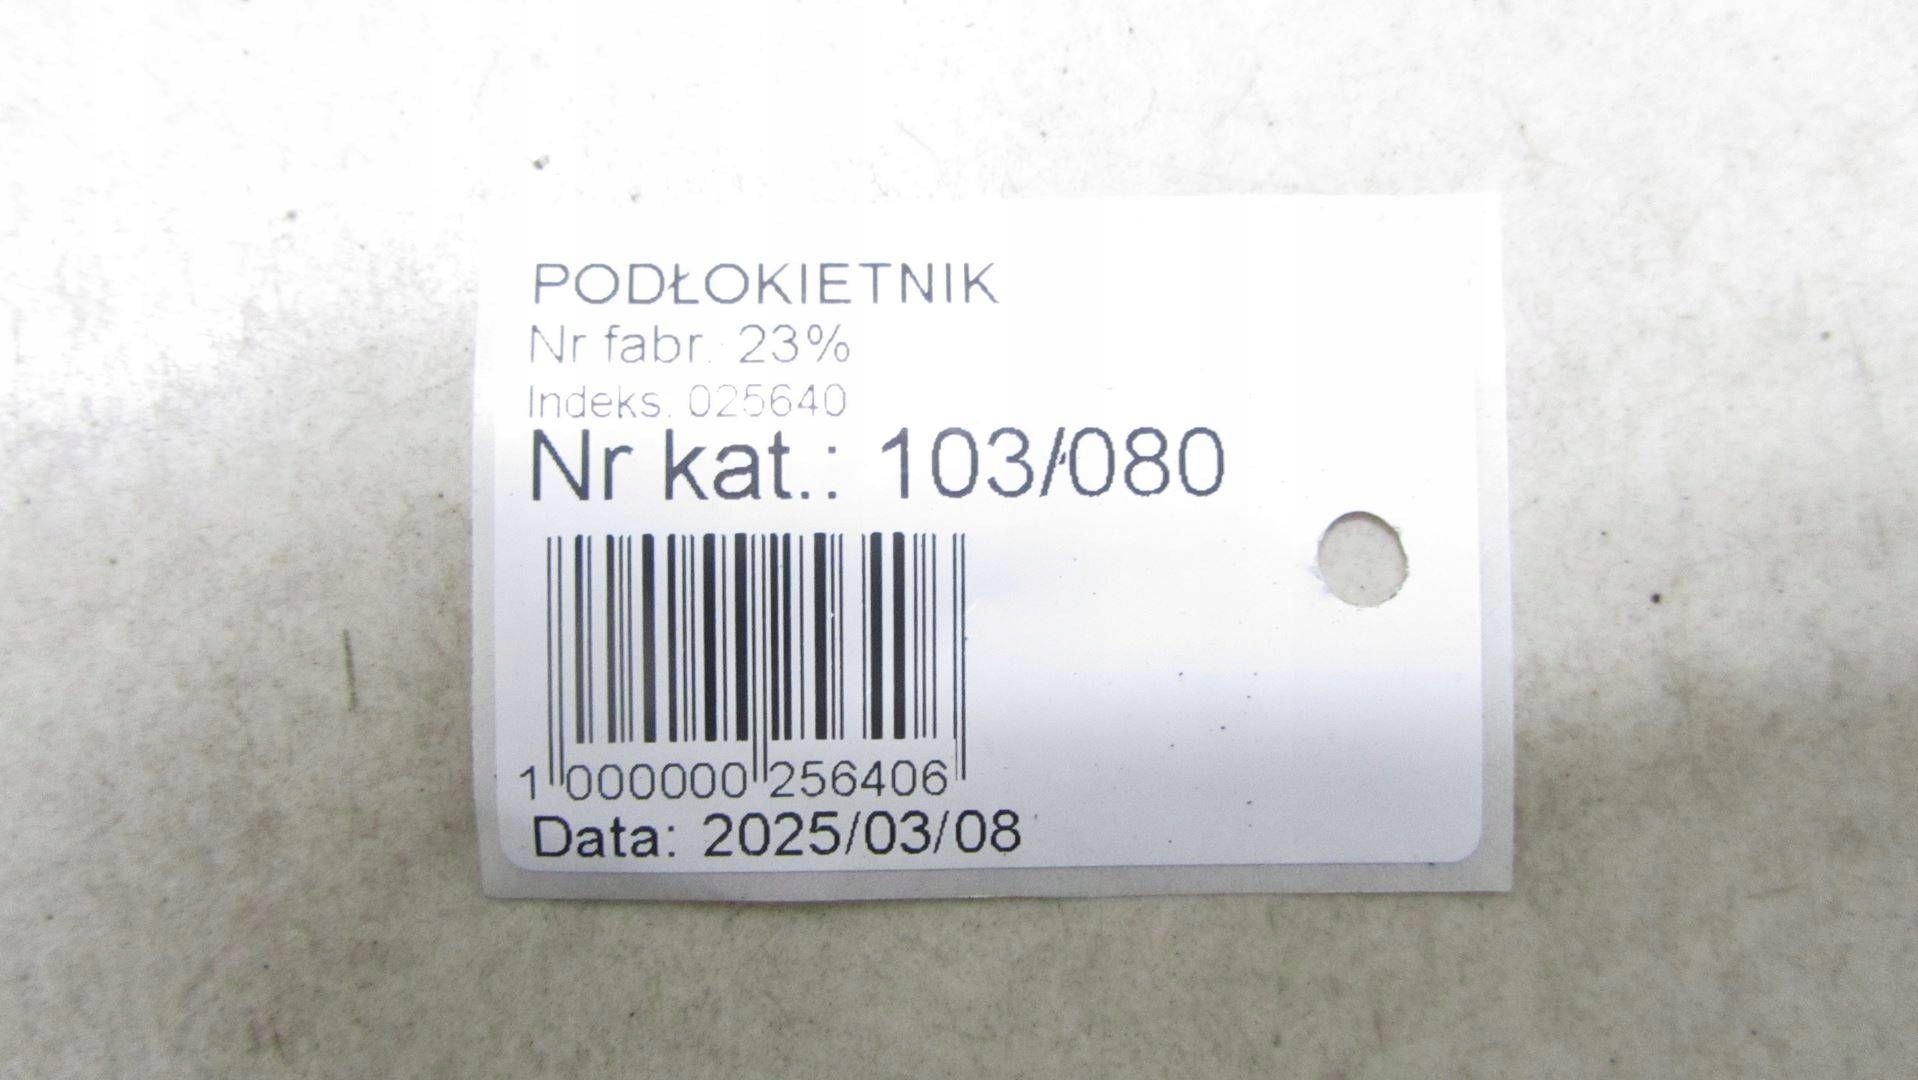 PODŁOKIETNIK
Nr fabr. 23%
Indeks. 025640
Nr kat.: 103/080
1 000000 256406
Data: 2025/03/08